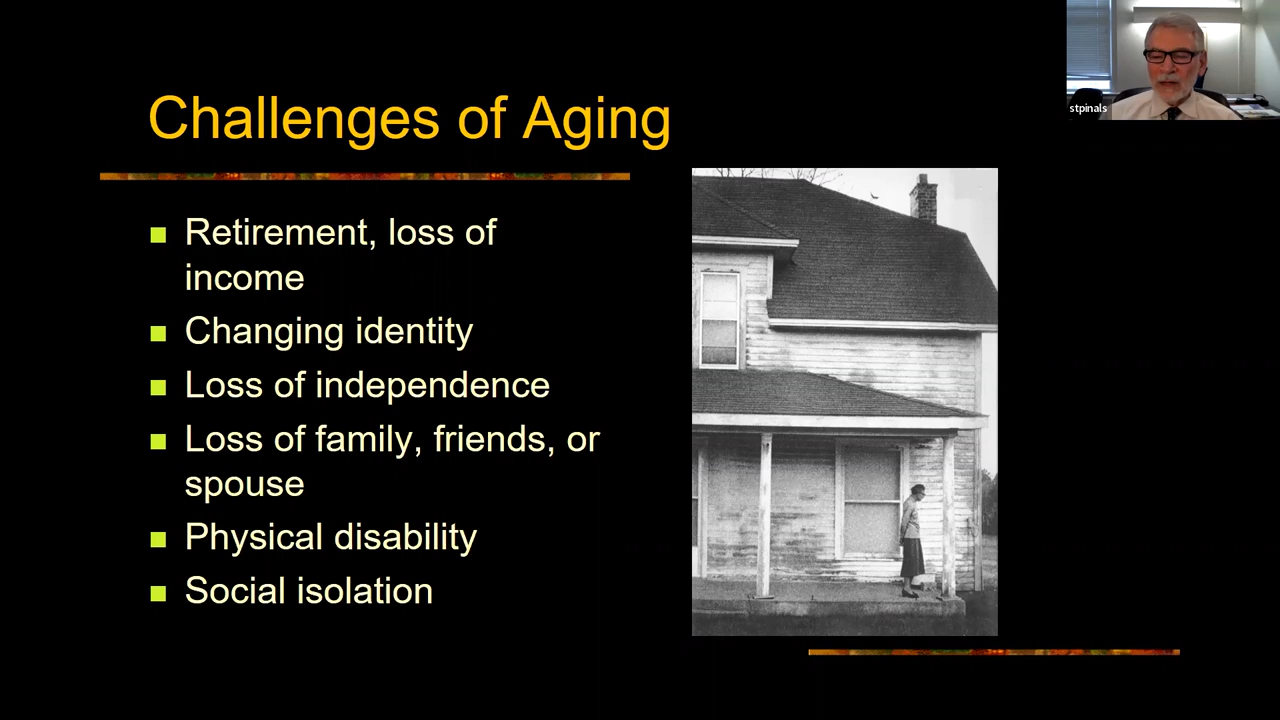 Challenges of Aging
stpinals
Retirement, loss of
income
Changing identity
Loss of independence
Loss of family, friends, or
spouse
Physical disability
Social isolation